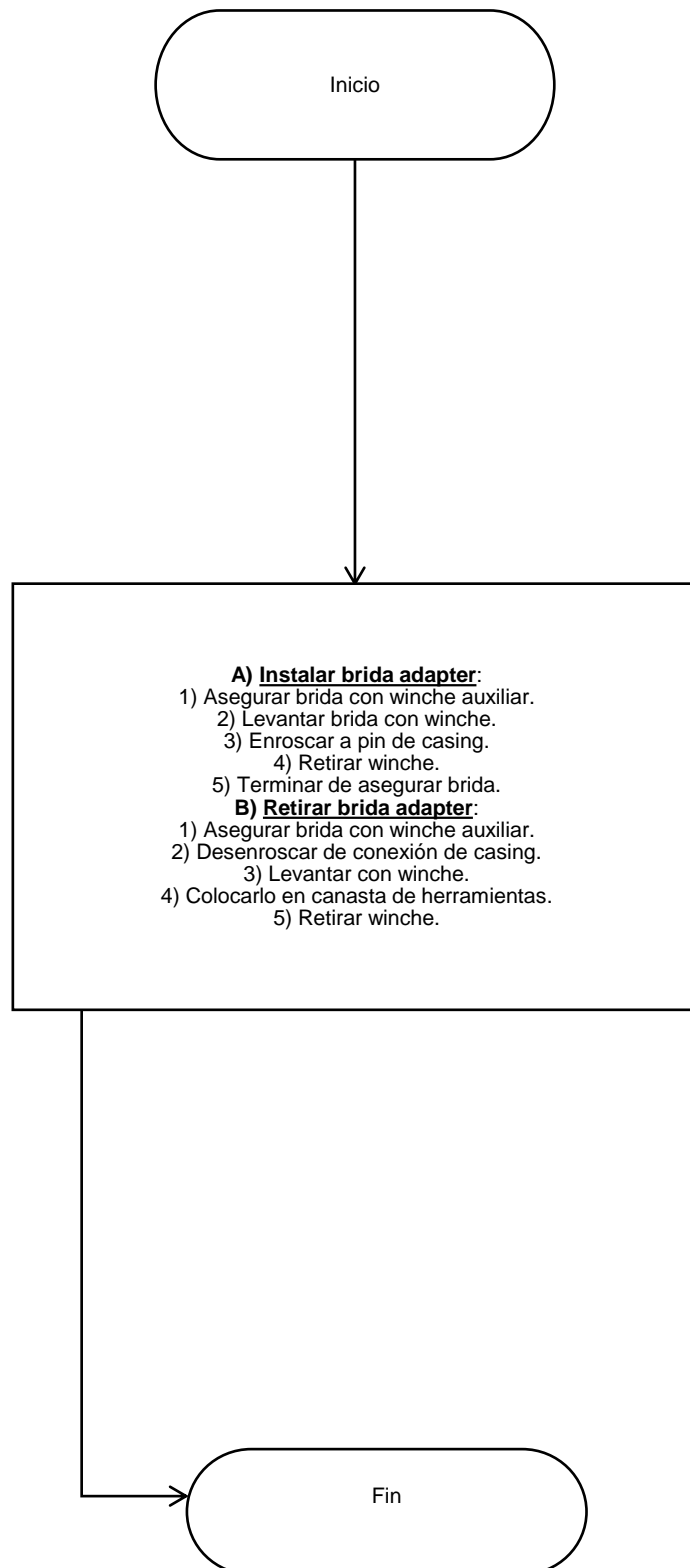 Inicio
A) Instalar brida adapter:
1) Asegurar brida con winche auxiliar.
2) Levantar brida con winche.
3) Enroscar a pin de casing.
4) Retirar winche.
5) Terminar de asegurar brida.
B) Retirar brida adapter:
1) Asegurar brida con winche auxiliar.
2) Desenroscar de conexión de casing.
3) Levantar con winche.
4) Colocarlo en canasta de herramientas.
5) Retirar winche.
Fin